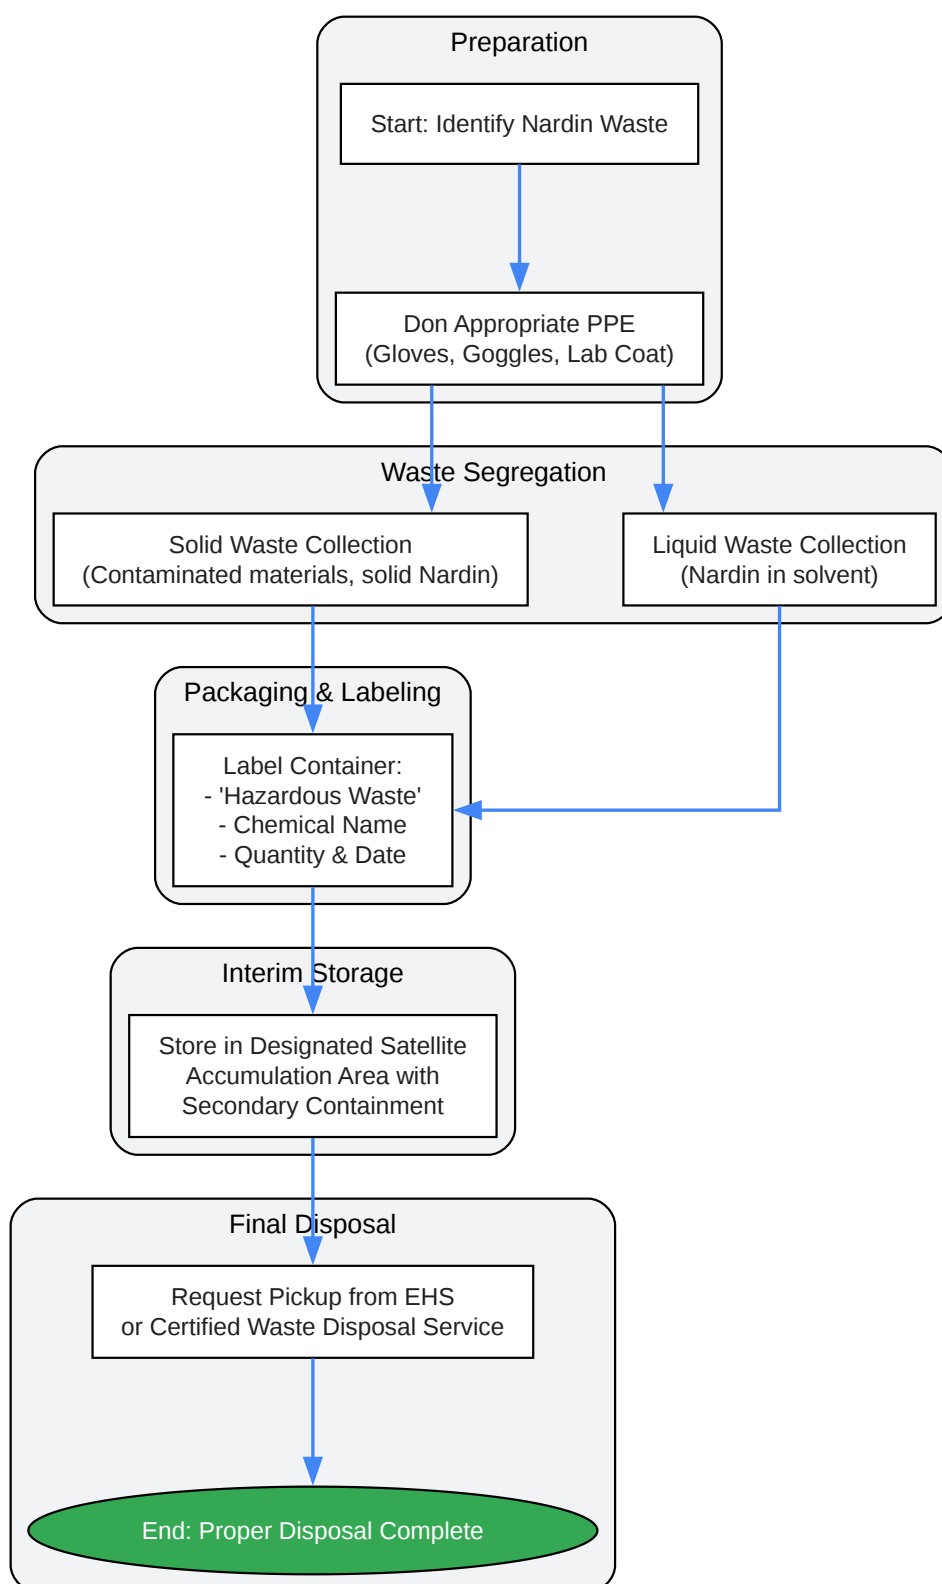 Preparation
Start: Identify Nardin Waste
Don Appropriate PPE
(Gloves, Goggles, Lab Coat)
Waste Segregation
Solid Waste Collection
(Contaminated materials, solid Nardin)
Liquid Waste Collection
(Nardin in solvent)
Packaging & Labeling
Label Container:
- 'Hazardous Waste'
- Chemical Name
- Quantity & Date
Interim Storage
Store in Designated Satellite
Accumulation Area with
Secondary Containment
Final Disposal
Request Pickup from EHS
or Certified Waste Disposal Service
End: Proper Disposal Complete